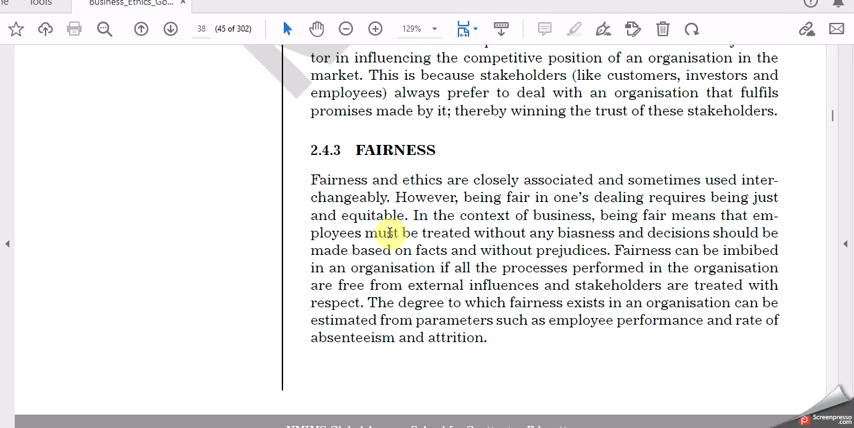 Tools
Business_Ethics_Go...
38 (45 of 302)
129%
tor in influencing the competitive position of an organisation in the
market. This is because stakeholders (like customers, investors and
employees) always prefer to deal with an organisation that fulfils
promises made by it; thereby winning the trust of these stakeholders.
2.4.3 FAIRNESS
Fairness and ethics are closely associated and sometimes used inter-
changeably. However, being fair in one's dealing requires being just
and equitable. In the context of business, being fair means that em-
ployees must be treated without any biasness and decisions should be
made based on facts and without prejudices. Fairness can be imbibed
in an organisation if all the processes performed in the organisation
are free from external influences and stakeholders are treated with
respect. The degree to which fairness exists in an organisation can be
estimated from parameters such as employee performance and rate of
absenteeism and attrition.
Screenpresso
.com